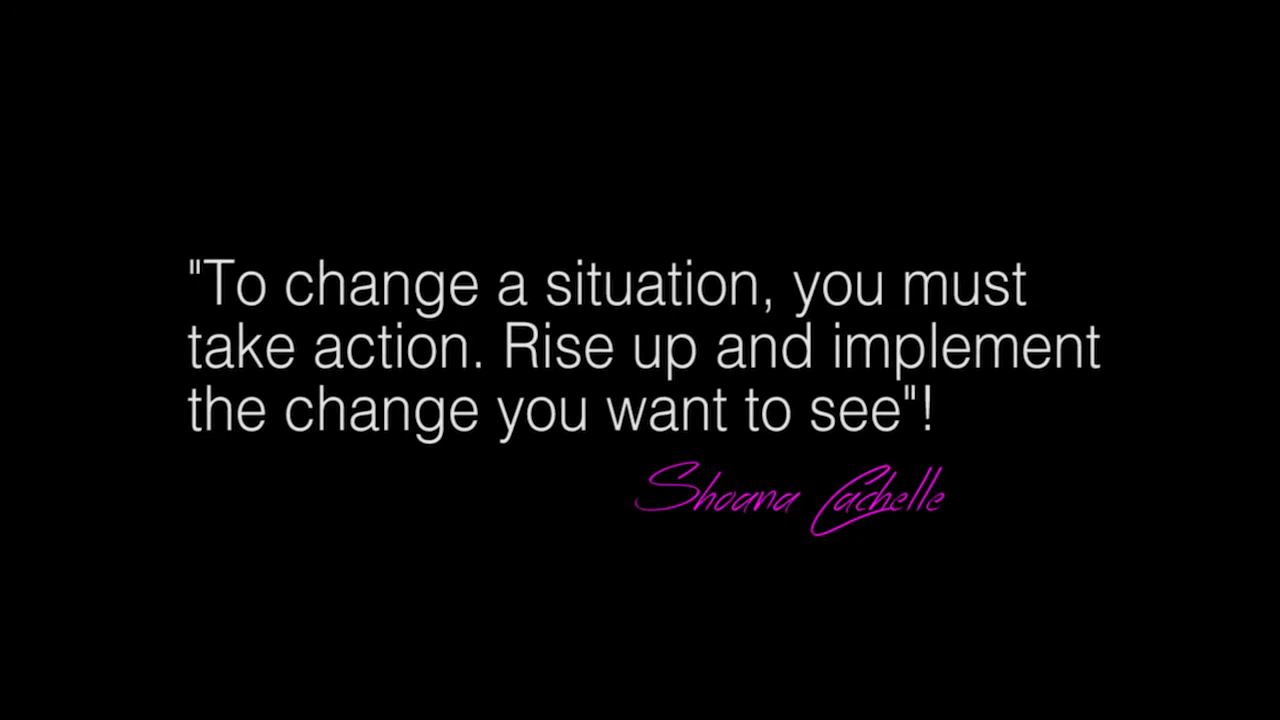 "To change a situation, you must
take action. Rise up and implement
the change you want to see"!
Shoana Cachelle